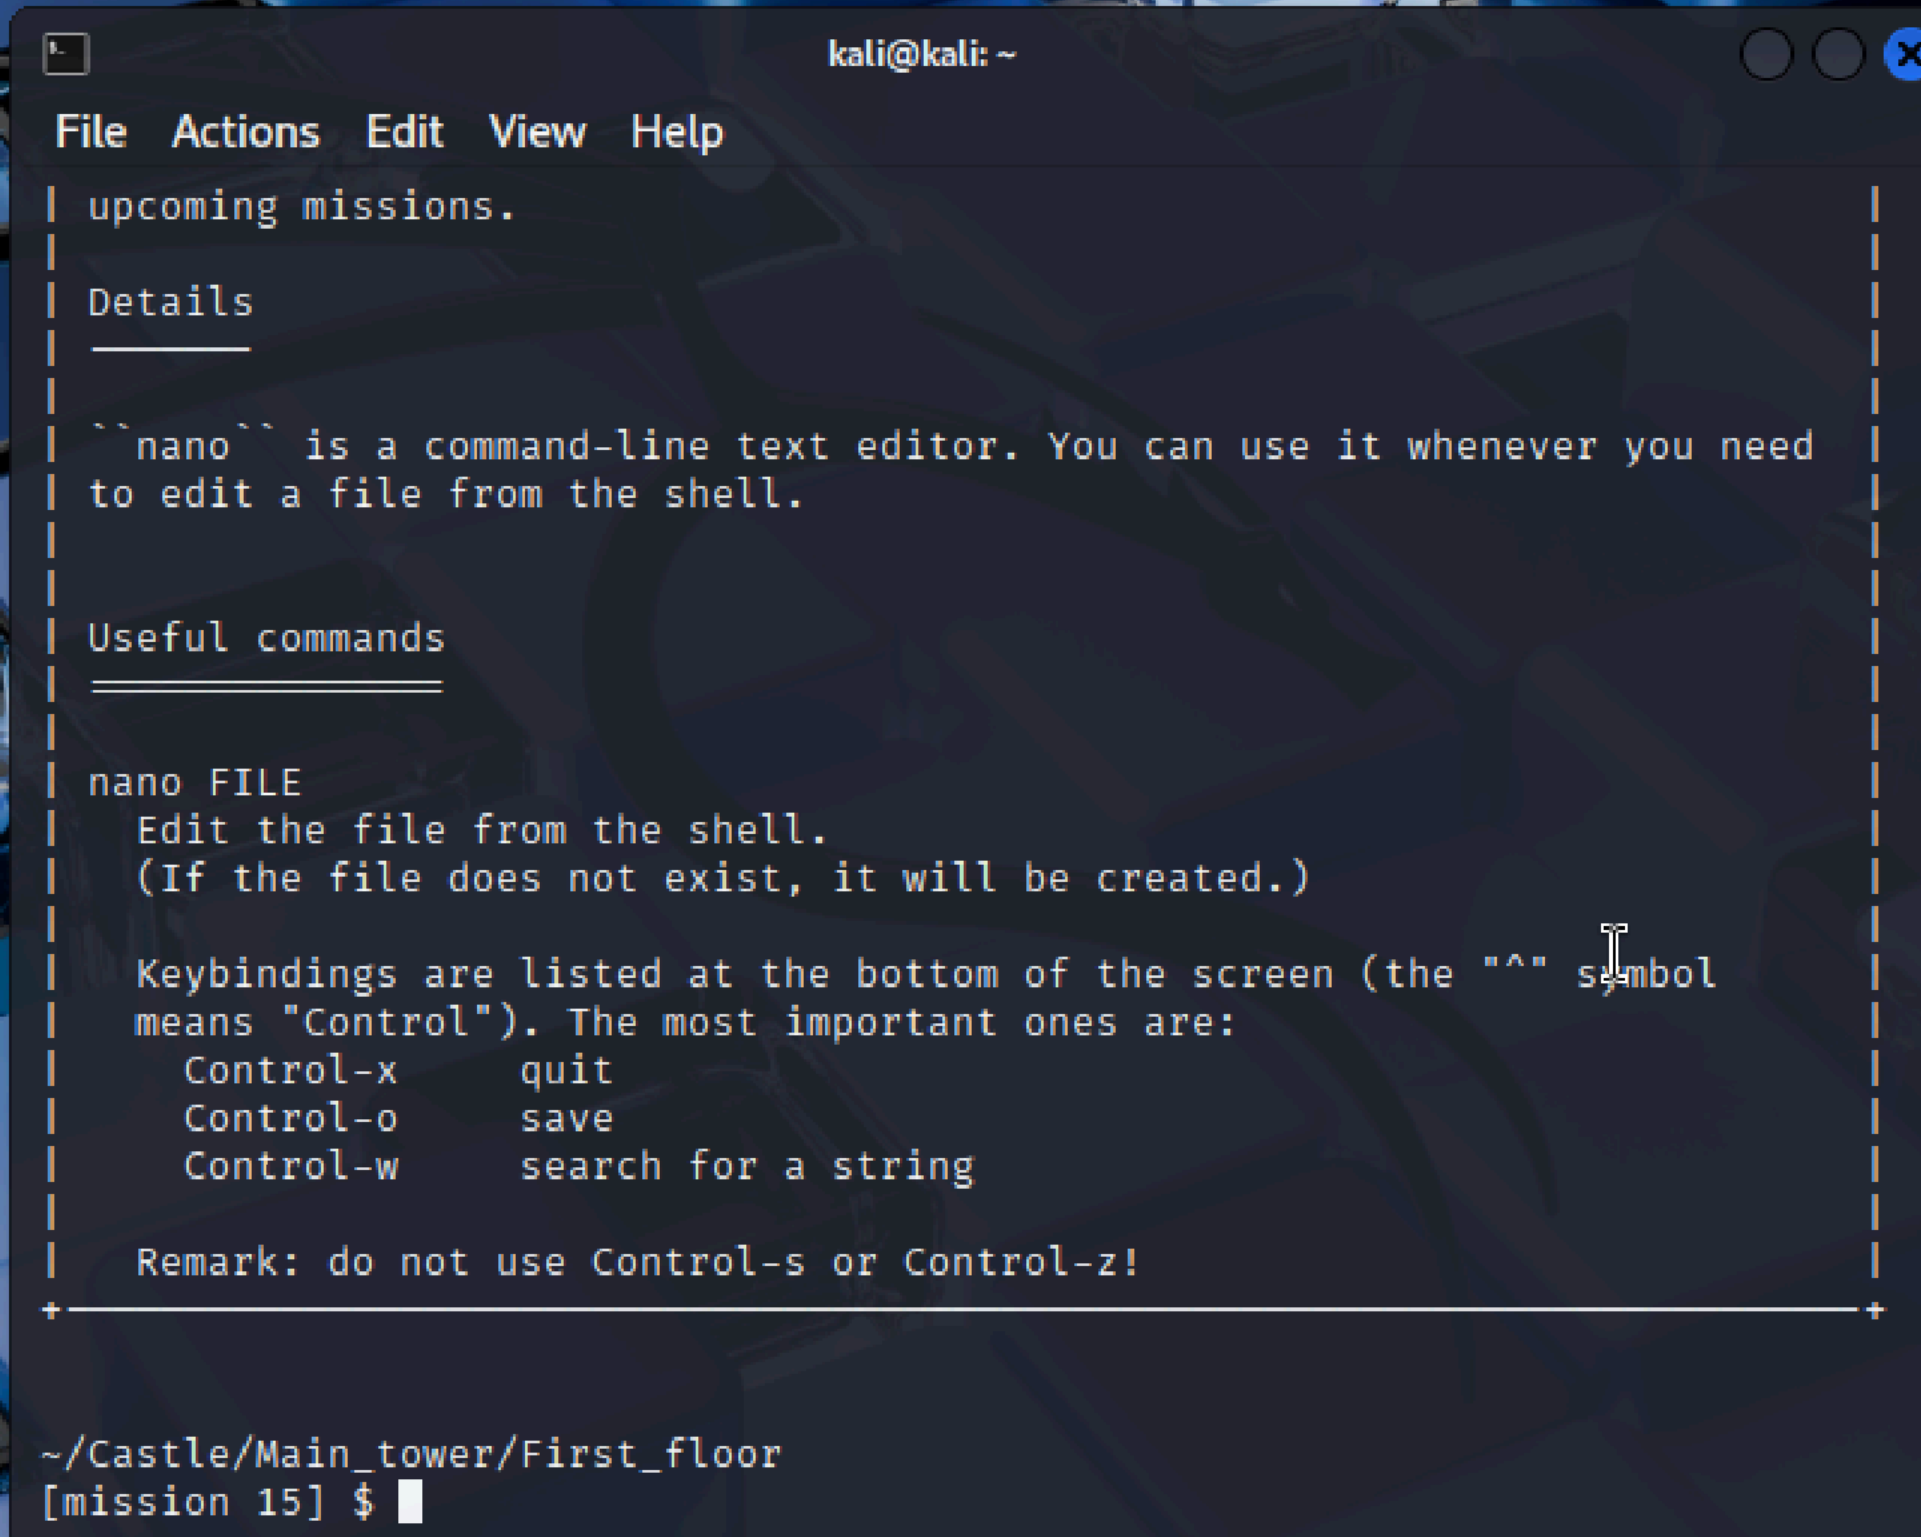 kali@kali: ~
File Actions Edit View Help
| upcoming missions. |
| |
| Details |
| ------- |
| |
| ``nano`` is a command-line text editor. You can use it whenever you need |
| to edit a file from the shell. |
| |
| |
| Useful commands |
| =============== |
| |
| nano FILE |
| Edit the file from the shell. |
| (If the file does not exist, it will be created.) |
| |
| Keybindings are listed at the bottom of the screen (the "^" symbol |
| means "Control"). The most important ones are: |
| Control-x quit |
| Control-o save |
| Control-w search for a string |
| |
| Remark: do not use Control-s or Control-z! |
+---------------------------------------------------------------------------+
~/Castle/Main_tower/First_floor
[mission 15] $